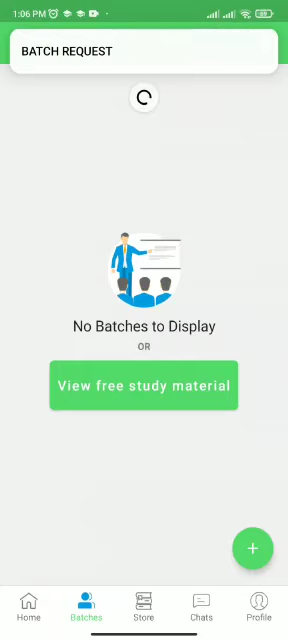 1:06 PM
BATCH REQUEST
No Batches to Display
OR
View free study material
+
Home
Batches
Store
Chats
Profile